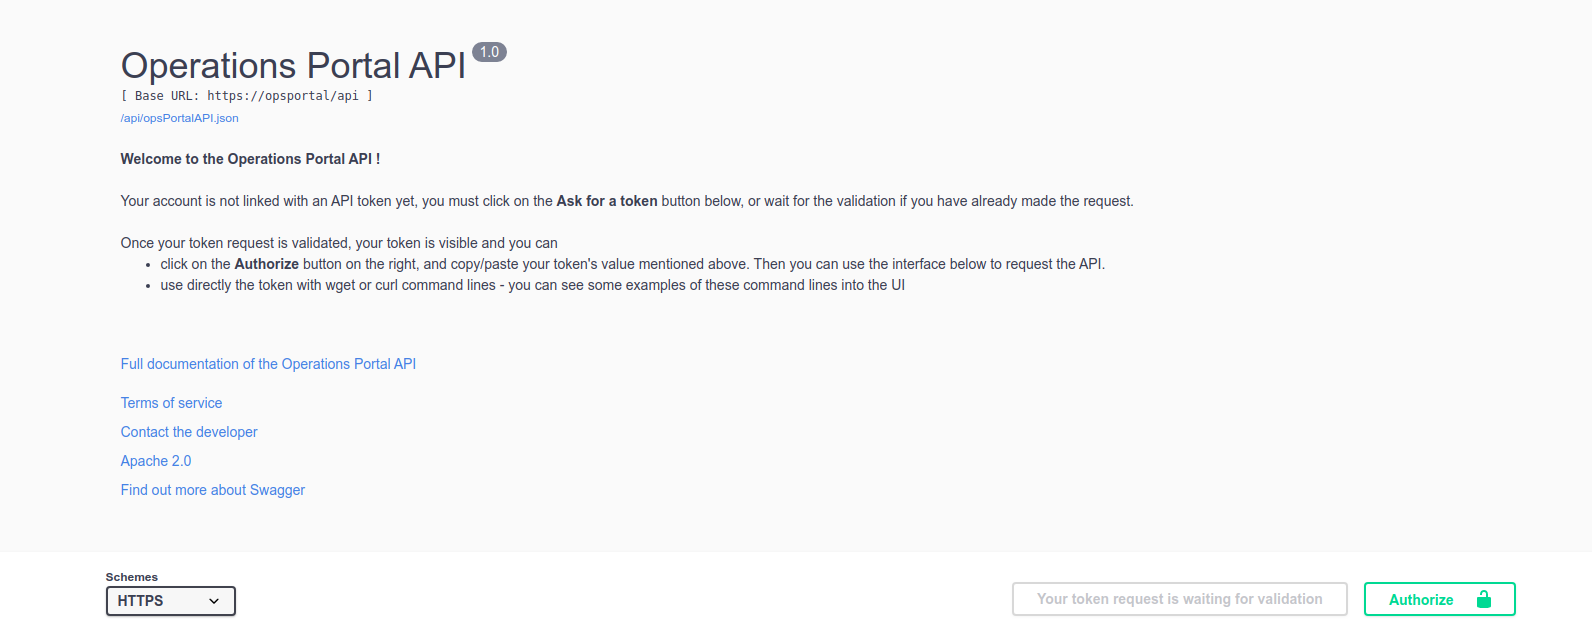 Operations Portal API 1.0
[ Base URL: https://opsportal/api ]
/api/opsPortalAPI.json
Welcome to the Operations Portal API !
Your account is not linked with an API token yet, you must click on the Ask for a token button below, or wait for the validation if you have already made the request.
Once your token request is validated, your token is visible and you can
• click on the Authorize button on the right, and copy/paste your token's value mentioned above. Then you can use the interface below to request the API.
• use directly the token with wget or curl command lines - you can see some examples of these command lines into the UI
Full documentation of the Operations Portal API
Terms of service
Contact the developer
Apache 2.0
Find out more about Swagger
Schemes
HTTPS
Your token request is waiting for validation
Authorize